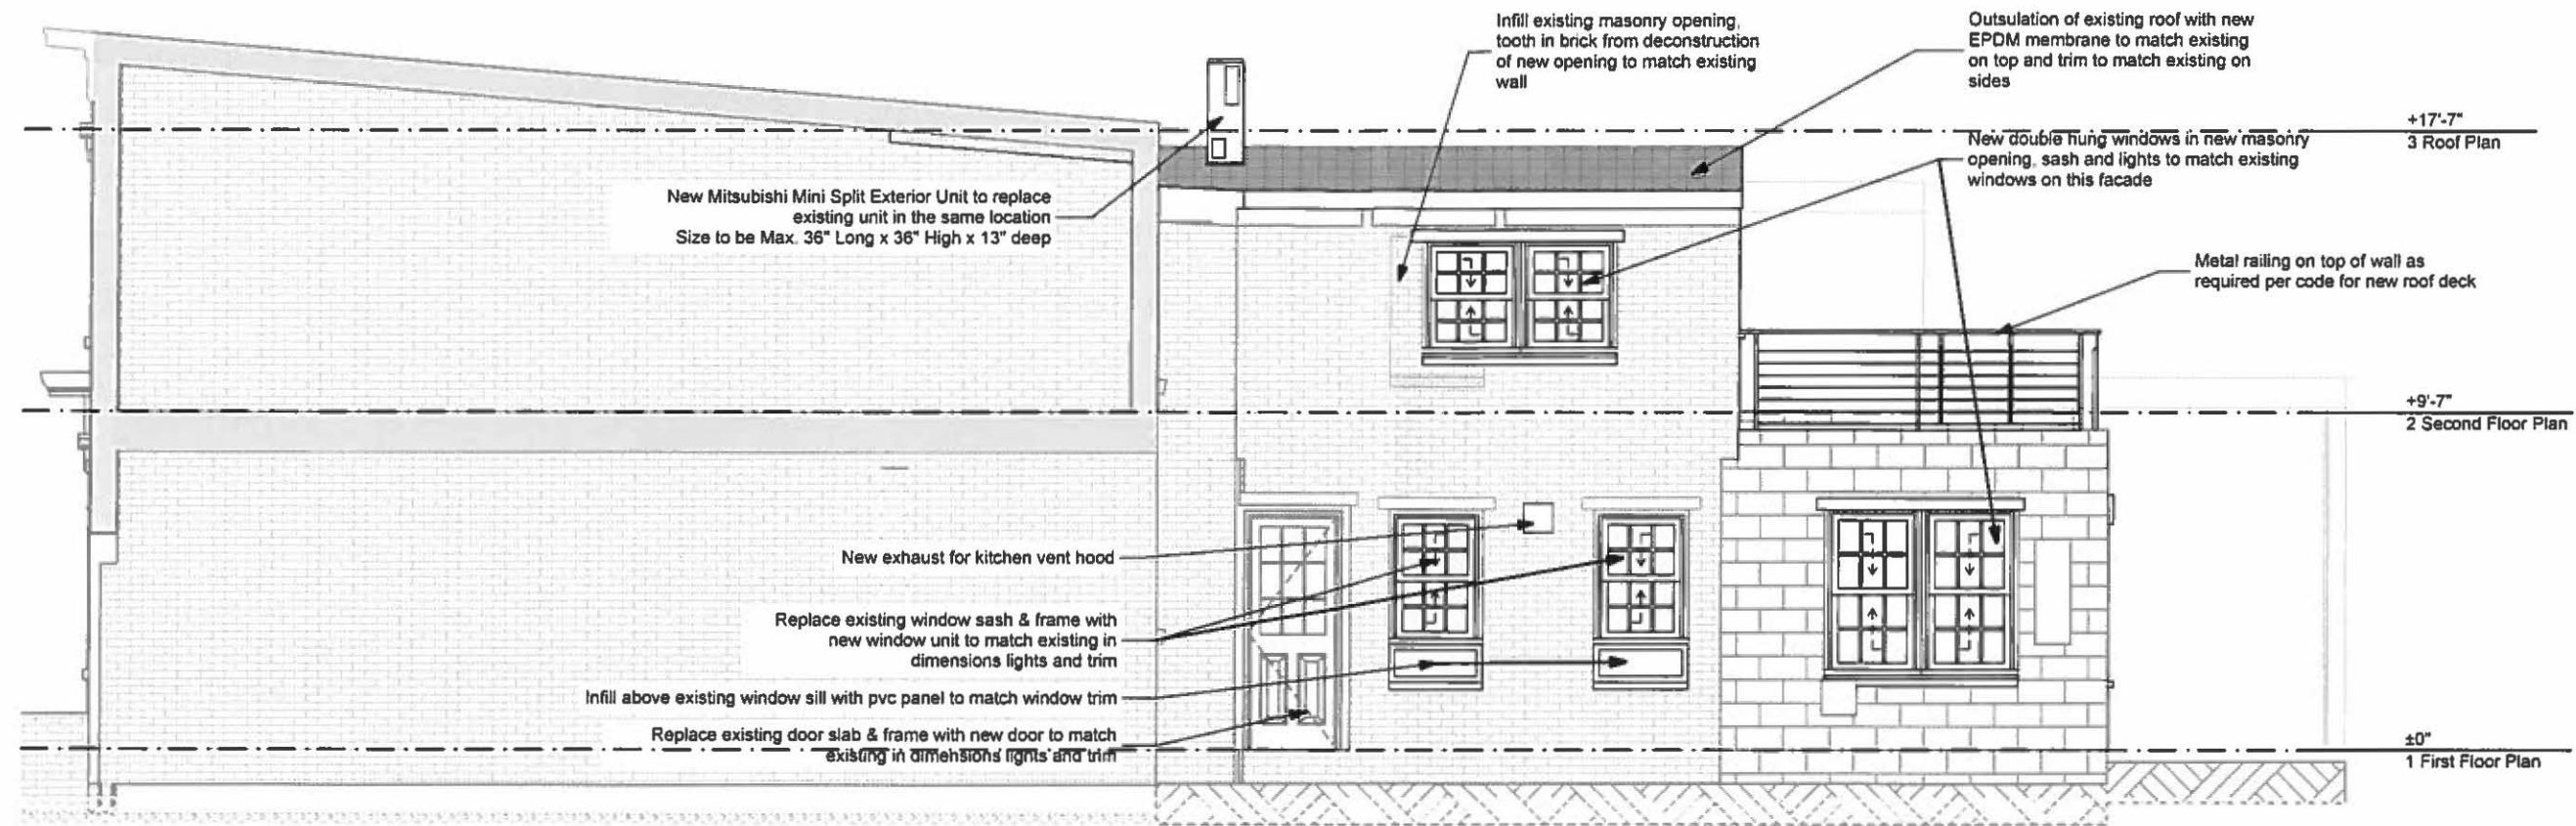 Infill existing masonry opening,
tooth in brick from deconstruction
of new opening to match existing
wall
Outsulation of existing roof with new
EPDM membrane to match existing
on top and trim to match existing on
sides
+17'-7"
3 Roof Plan
New double hung windows in new masonry
opening, sash and lights to match existing
windows on this facade
New Mitsubishi Mini Split Exterior Unit to replace
existing unit in the same location
Size to be Max. 36" Long x 36" High x 13" deep
Metal railing on top of wall as
required per code for new roof deck
+9'-7"
2 Second Floor Plan
New exhaust for kitchen vent hood
Replace existing window sash & frame with
new window unit to match existing in
dimensions lights and trim
Infill above existing window sill with pvc panel to match window trim
Replace existing door slab & frame with new door to match
existing in dimensions lights and trim
±0"
1 First Floor Plan